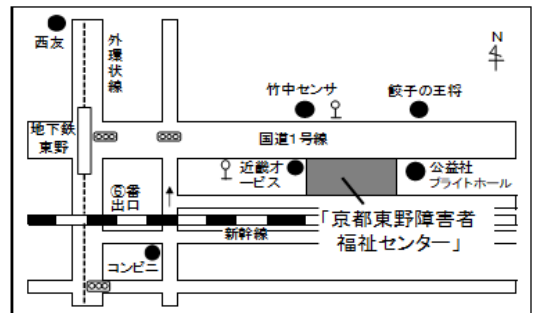 西友
外
環
状
線
N
竹中センサ
餃子の王将
地下鉄
東野
国道1号線
近畿オ
ービス
公益社
ブライトホール
⑥番
出口
「京都東野障害者
福祉センター」
新幹線
コンビニ